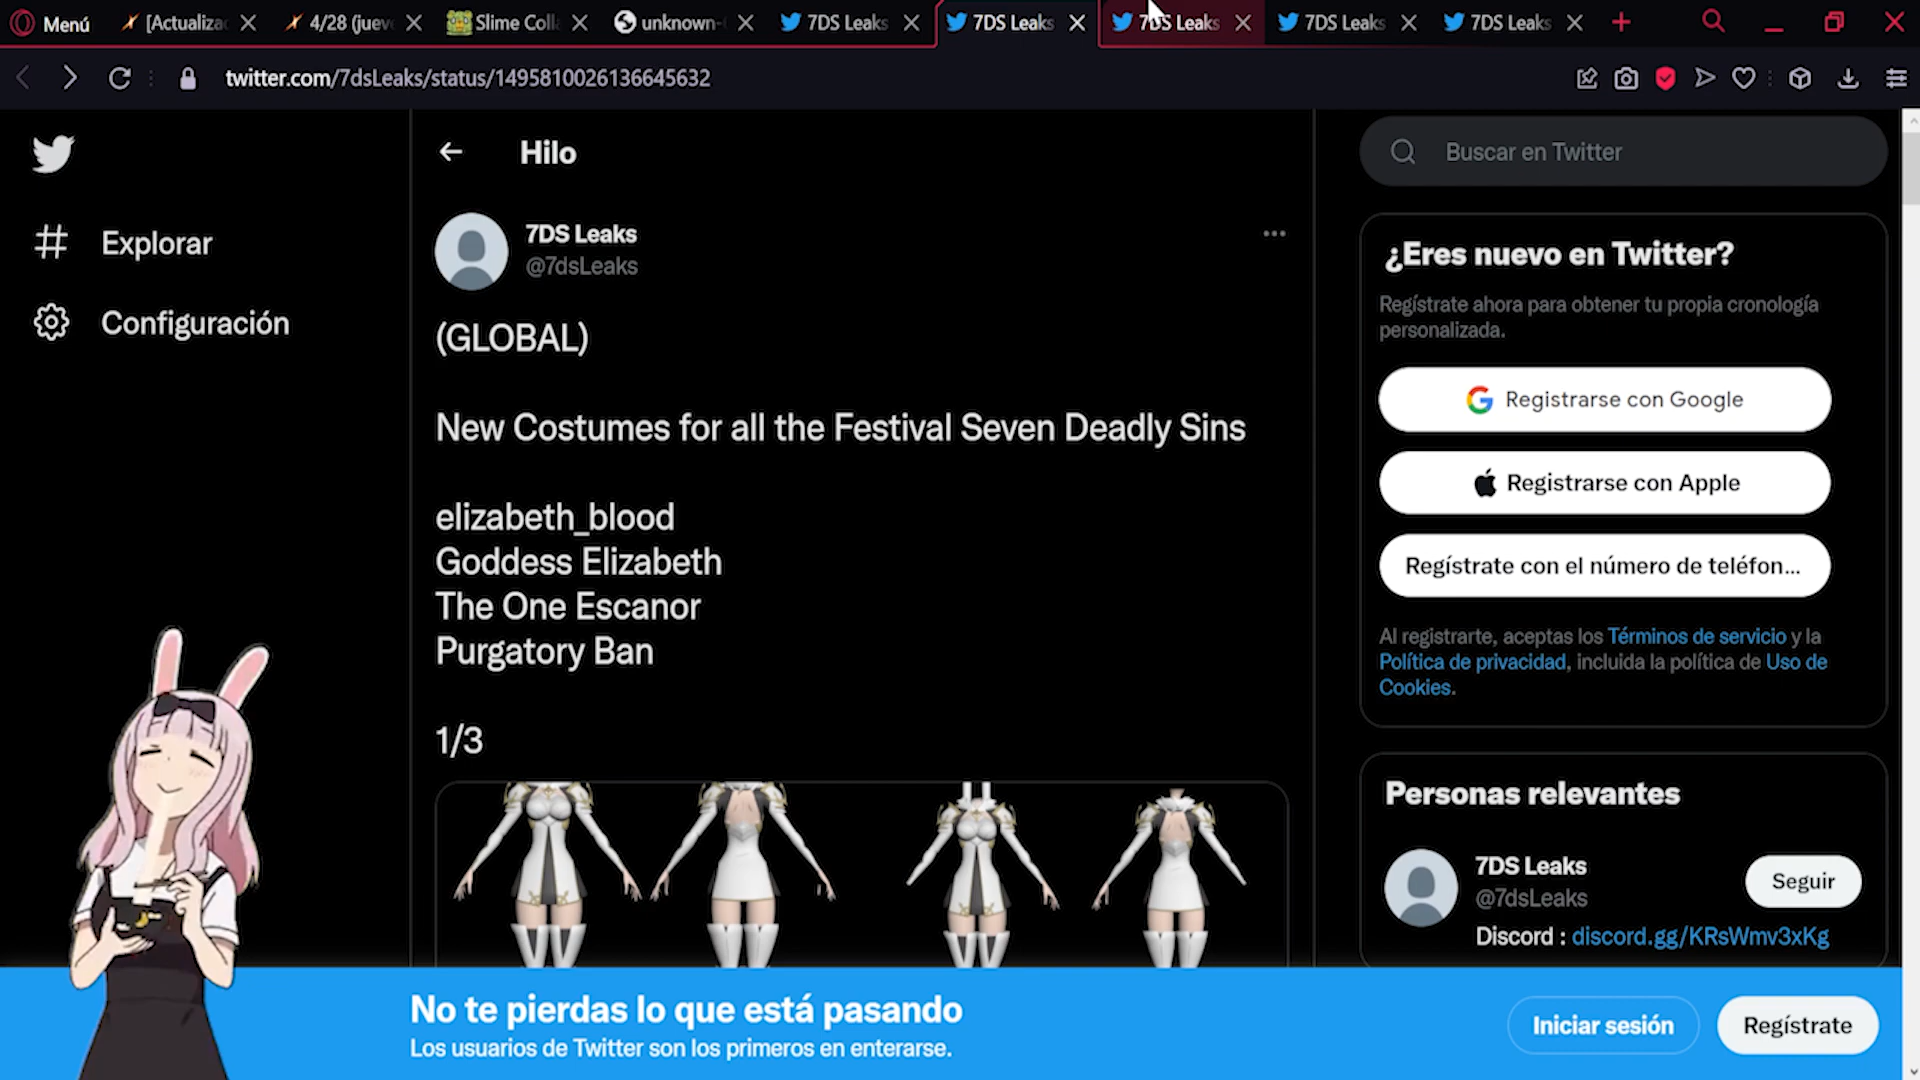 Menú
[Actualiza
4/28 (juev
Slime Colla
unknown-
7DS Leaks
7DS Leaks
7DS Leaks
7DS Leaks
7DS Leaks
twitter.com/7dsLeaks/status/1495810026136645632
Hilo
Buscar en Twitter
Explorar
Configuración
7DS Leaks
@7dsLeaks
(GLOBAL)
New Costumes for all the Festival Seven Deadly Sins
elizabeth_blood
Goddess Elizabeth
The One Escanor
Purgatory Ban
1/3
¿Eres nuevo en Twitter?
Regístrate ahora para obtener tu propia cronología
personalizada.
Registrarse con Google
Registrarse con Apple
Regístrate con el número de teléfon...
Al registrarte, aceptas los Términos de servicio y la
Política de privacidad, incluida la política de Uso de
Cookies.
Personas relevantes
7DS Leaks
@7dsLeaks
Seguir
Discord : discord.gg/KRsWmv3xKg
No te pierdas lo que está pasando
Los usuarios de Twitter son los primeros en enterarse.
Iniciar sesión
Regístrate